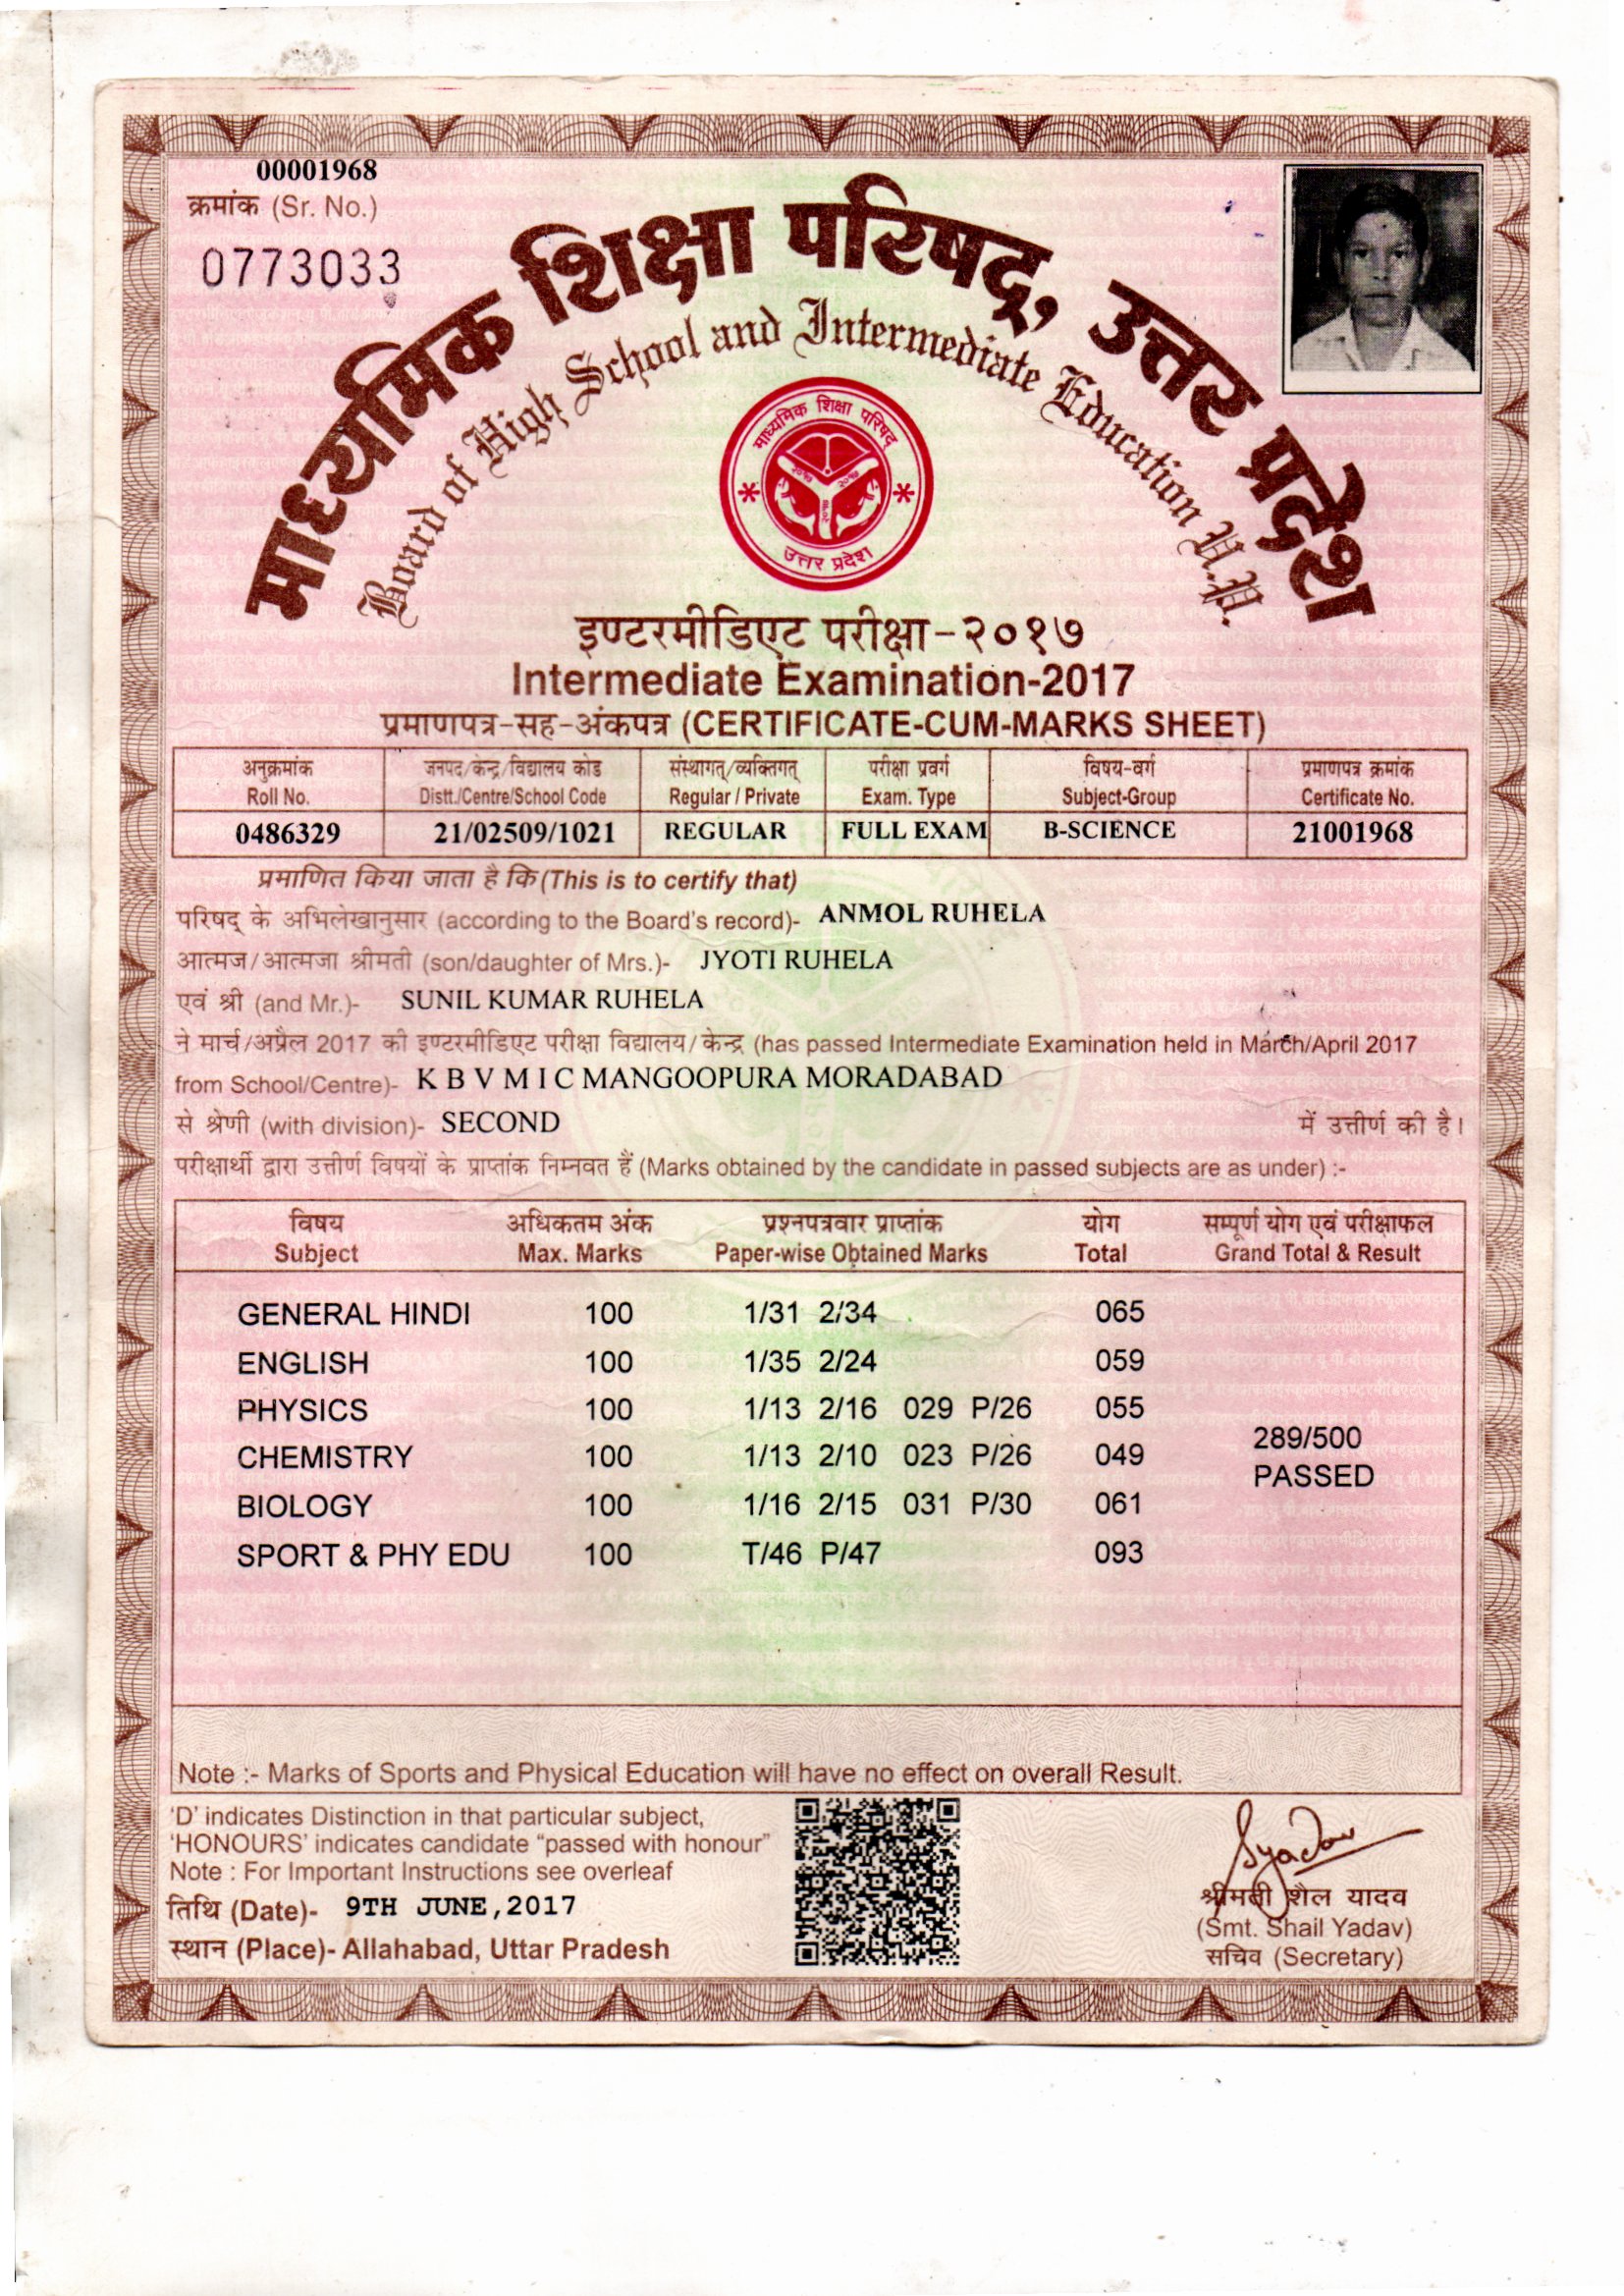 00001968
क्रमांक (Sr. No.)
0773033
माध्यमिक शिक्षा परिषद्, उत्तर प्रदेश
Board of High School and Intermediate Education U.P.
माध्यमिक शिक्षा परिषद्
२०१७ २०१७
२०१७
उत्तर प्रदेश
इण्टरमीडिएट परीक्षा-२०१७
Intermediate Examination-2017
प्रमाणपत्र-सह-अंकपत्र (CERTIFICATE-CUM-MARKS SHEET)
अनुक्रमांक जनपद/केन्द्र/विद्यालय कोड संस्थागत्/व्यक्तिगत् परीक्षा प्रवर्ग विषय-वर्ग प्रमाणपत्र क्रमांक
Roll No. Distt./Centre/School Code Regular / Private Exam. Type Subject-Group Certificate No.
0486329 21/02509/1021 REGULAR FULL EXAM B-SCIENCE 21001968
प्रमाणित किया जाता है कि (This is to certify that)
परिषद् के अभिलेखानुसार (according to the Board's record)- ANMOL RUHELA
आत्मज/आत्मजा श्रीमती (son/daughter of Mrs.)- JYOTI RUHELA
एवं श्री (and Mr.)- SUNIL KUMAR RUHELA
ने मार्च/अप्रैल 2017 की इण्टरमीडिएट परीक्षा विद्यालय/केन्द्र (has passed Intermediate Examination held in March/April 2017
from School/Centre)- K B V M I C MANGOOPURA MORADABAD
से श्रेणी (with division)- SECOND में उत्तीर्ण की है।
परीक्षार्थी द्वारा उत्तीर्ण विषयों के प्राप्तांक निम्नवत हैं (Marks obtained by the candidate in passed subjects are as under) :-
विषय अधिकतम अंक प्रश्नपत्रवार प्राप्तांक योग सम्पूर्ण योग एवं परीक्षाफल
Subject Max. Marks Paper-wise Obtained Marks Total Grand Total & Result
GENERAL HINDI 100 1/31 2/34 065
ENGLISH 100 1/35 2/24 059
PHYSICS 100 1/13 2/16 029 P/26 055
289/500
CHEMISTRY 100 1/13 2/10 023 P/26 049
PASSED
BIOLOGY 100 1/16 2/15 031 P/30 061
SPORT & PHY EDU 100 T/46 P/47 093
Note :- Marks of Sports and Physical Education will have no effect on overall Result.
'D' indicates Distinction in that particular subject,
'HONOURS' indicates candidate "passed with honour"
Note : For Important Instructions see overleaf
तिथि (Date)- 9TH JUNE,2017
स्थान (Place)- Allahabad, Uttar Pradesh
Syadav
श्रीमती शैल यादव
(Smt. Shail Yadav)
सचिव (Secretary)